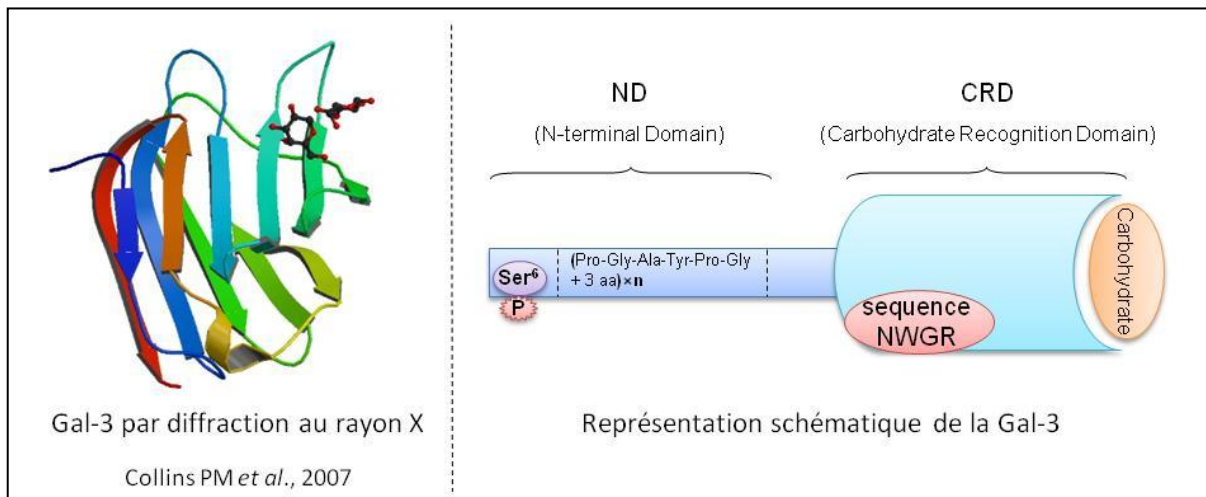 Gal-3 par diffraction au rayon X
Collins PM et al., 2007
ND
(N-terminal Domain)
CRD
(Carbohydrate Recognition Domain)
Ser⁶
P
(Pro-Gly-Ala-Tyr-Pro-Gly
+ 3 aa)×n
sequence
NWGR
Carbohydrate
Représentation schématique de la Gal-3